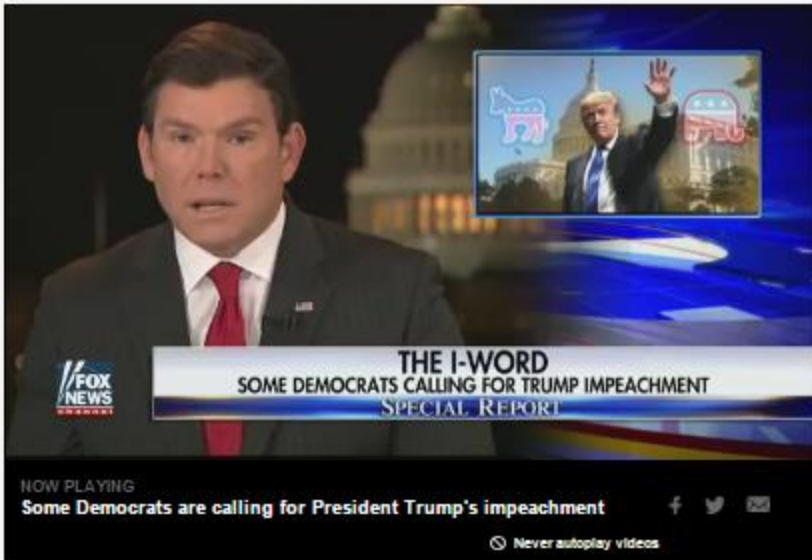 THE I-WORD
SOME DEMOCRATS CALLING FOR TRUMP IMPEACHMENT
SPECIAL REPORT
FOX
NEWS
channel
NOW PLAYING
Some Democrats are calling for President Trump's impeachment
Never autoplay videos